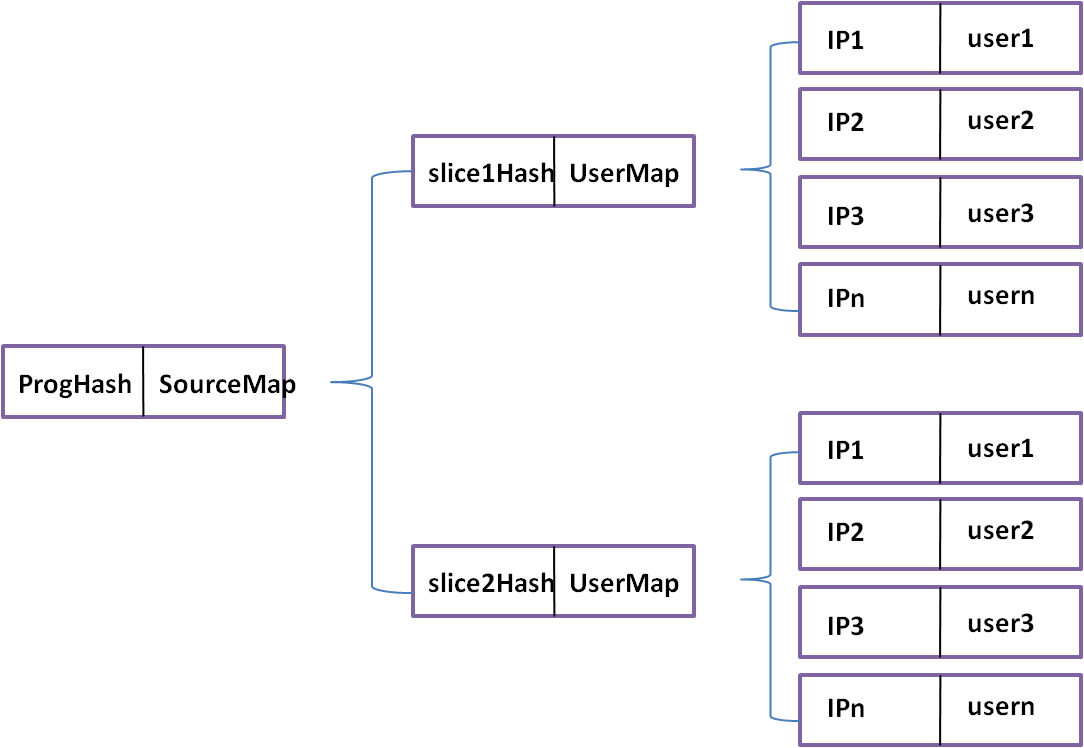 IP1 user1
IP2 user2
slice1Hash UserMap
IP3 user3
IPn usern
ProgHash SourceMap
IP1 user1
IP2 user2
slice2Hash UserMap
IP3 user3
IPn usern